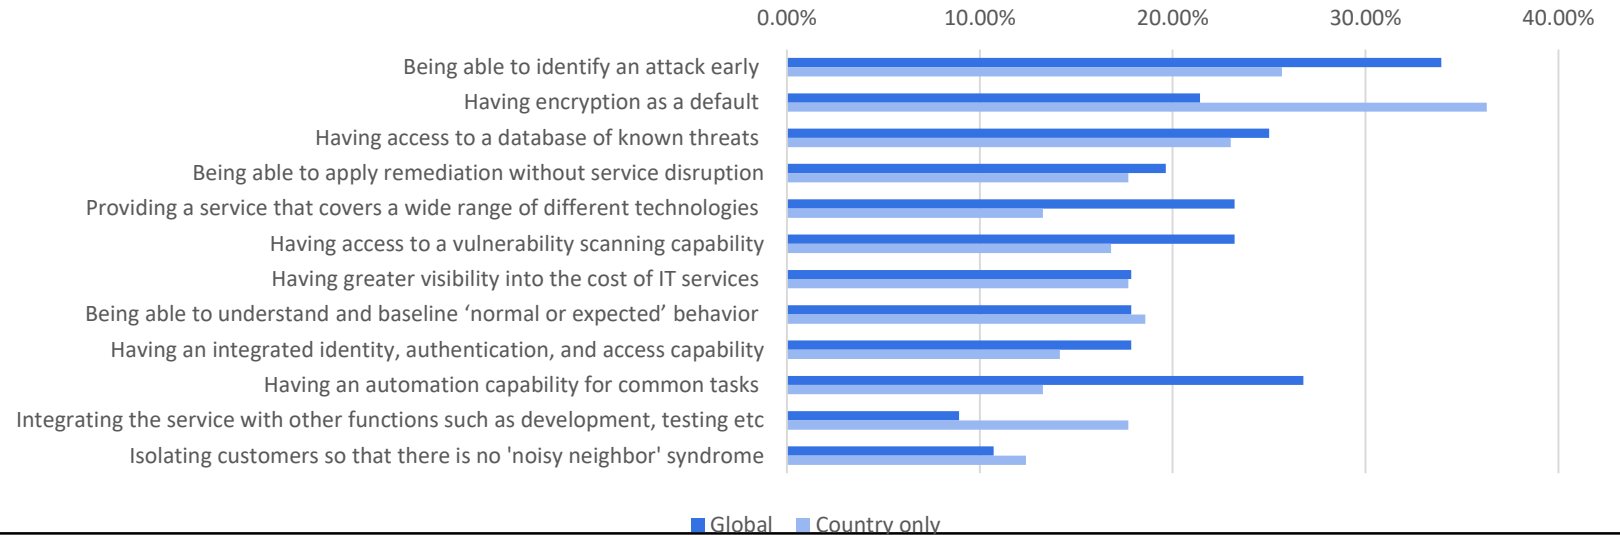 0.00% 10.00% 20.00% 30.00% 40.00%
Being able to identify an attack early
Having encryption as a default
Having access to a database of known threats
Being able to apply remediation without service disruption
Providing a service that covers a wide range of different technologies
Having access to a vulnerability scanning capability
Having greater visibility into the cost of IT services
Being able to understand and baseline ‘normal or expected’ behavior
Having an integrated identity, authentication, and access capability
Having an automation capability for common tasks
Integrating the service with other functions such as development, testing etc
Isolating customers so that there is no 'noisy neighbor' syndrome
Global Country only